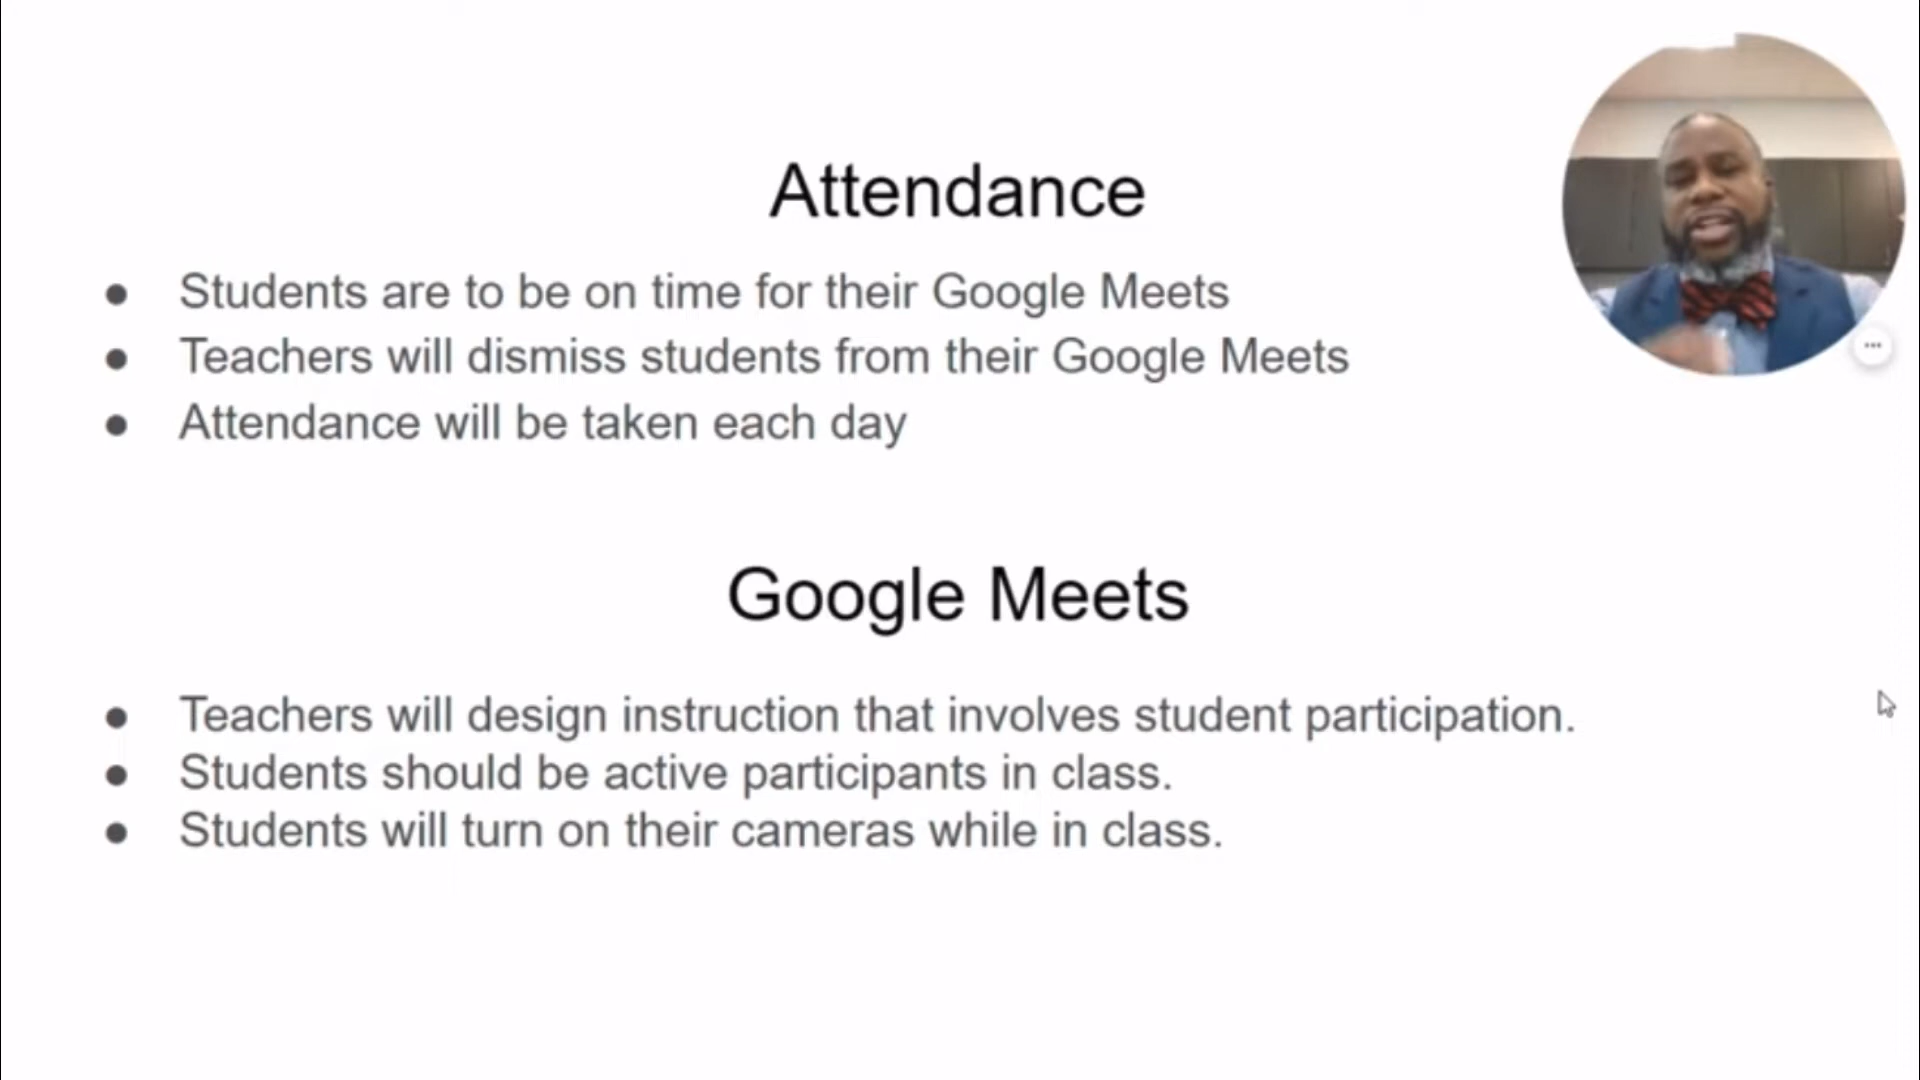 Attendance
● Students are to be on time for their Google Meets
● Teachers will dismiss students from their Google Meets
● Attendance will be taken each day
Google Meets
● Teachers will design instruction that involves student participation.
● Students should be active participants in class.
● Students will turn on their cameras while in class.